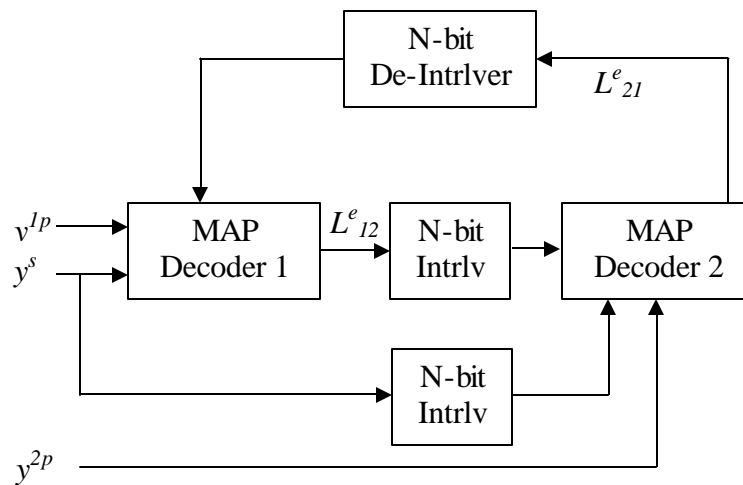 N-bit
De-Intrlver
L^e_21
v^1p
MAP
Decoder 1
L^e_12
N-bit
Intrlv
MAP
Decoder 2
y^s
N-bit
Intrlv
y^2p